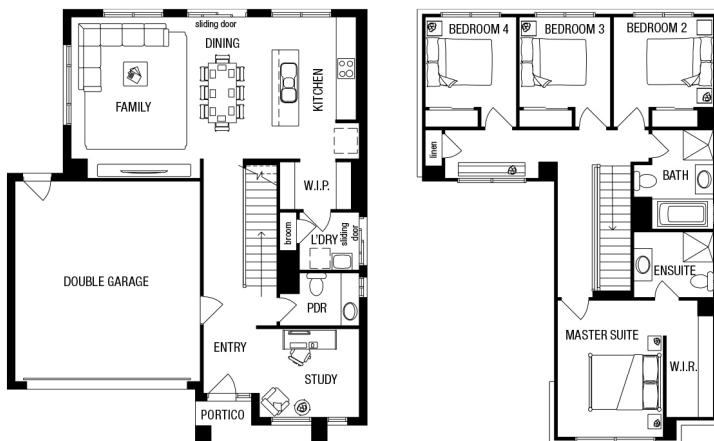 sliding door
DINING
FAMILY
KITCHEN
W.I.P.
broom
L'DRY
sliding
door
DOUBLE GARAGE
PDR
ENTRY
STUDY
PORTICO
BEDROOM 4
BEDROOM 3
BEDROOM 2
linen
BATH
ENSUITE
MASTER SUITE
W.I.R.